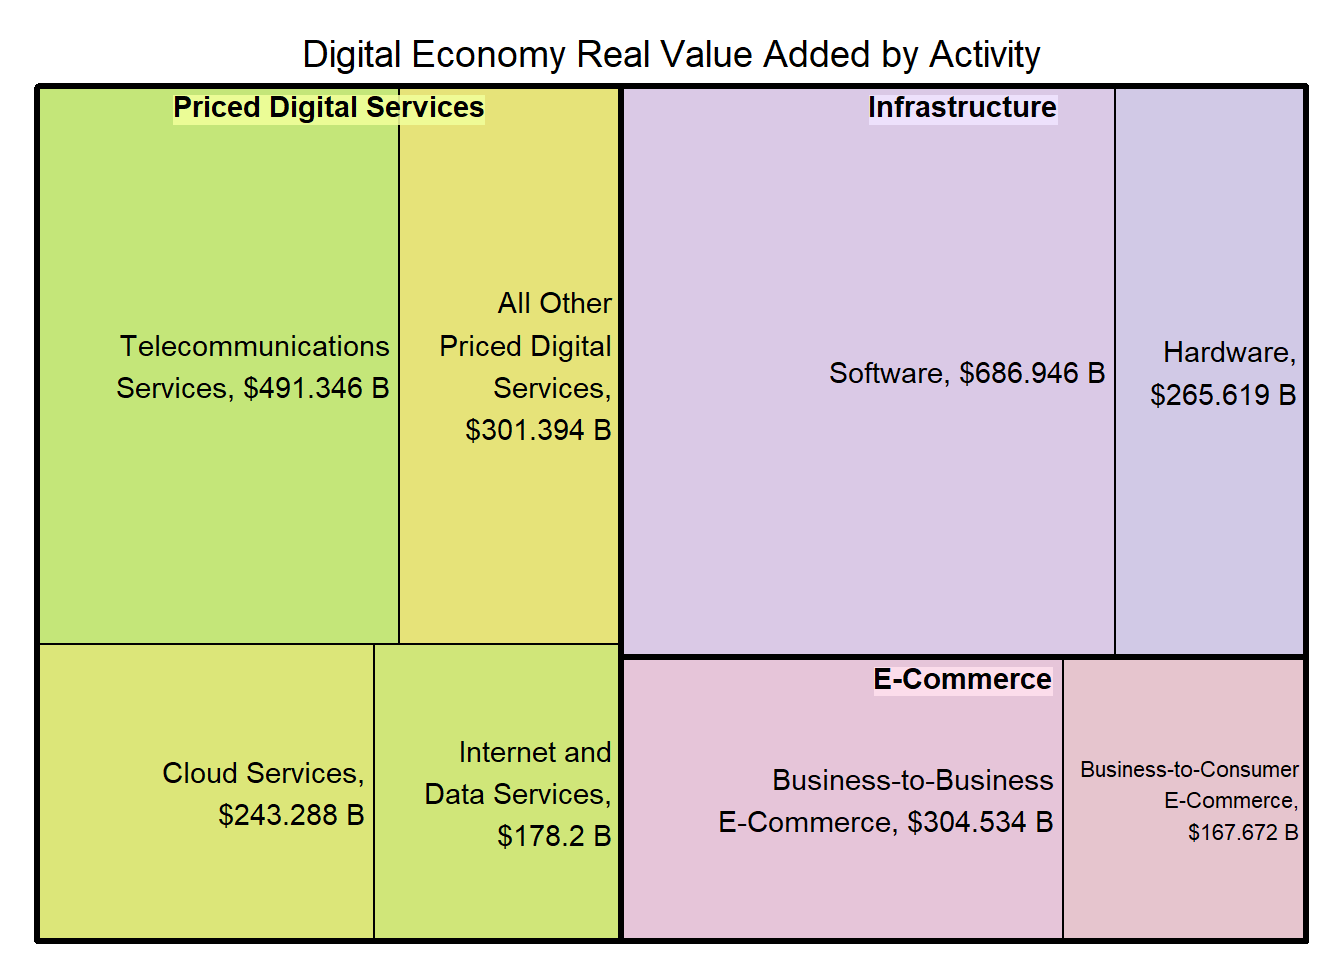 Digital Economy Real Value Added by Activity
Priced Digital Services
Telecommunications
Services, $491.346 B
All Other
Priced Digital
Services,
$301.394 B
Cloud Services,
$243.288 B
Internet and
Data Services,
$178.2 B
Infrastructure
Software, $686.946 B
Hardware,
$265.619 B
E-Commerce
Business-to-Business
E-Commerce, $304.534 B
Business-to-Consumer
E-Commerce,
$167.672 B